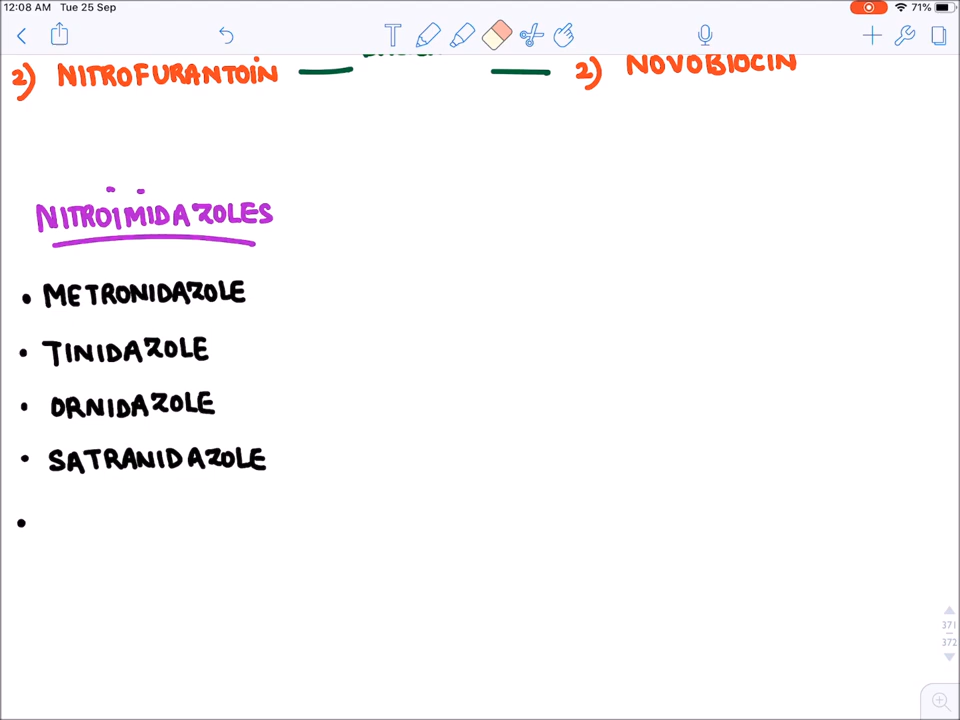 12:08 AM Tue 25 Sep 71%
2) NITROFURANTOIN 2) NOVOBIOCIN
NITROIMIDAZOLES
• METRONIDAZOLE
• TINIDAZOLE
• ORNIDAZOLE
• SATRANIDAZOLE
•
371
372